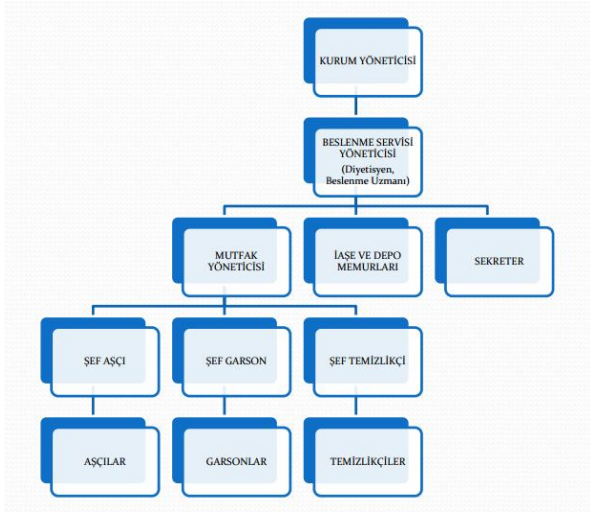 KURUM YÖNETİCİSİ
BESLENME SERVİSİ
YÖNETİCİSİ
(Diyetisyen,
Beslenme Uzmanı)
MUTFAK
YÖNETİCİSİ
İAŞE VE DEPO
MEMURLARI
SEKRETER
ŞEF AŞÇI
ŞEF GARSON
ŞEF TEMİZLİKÇİ
AŞÇILAR
GARSONLAR
TEMİZLİKÇİLER